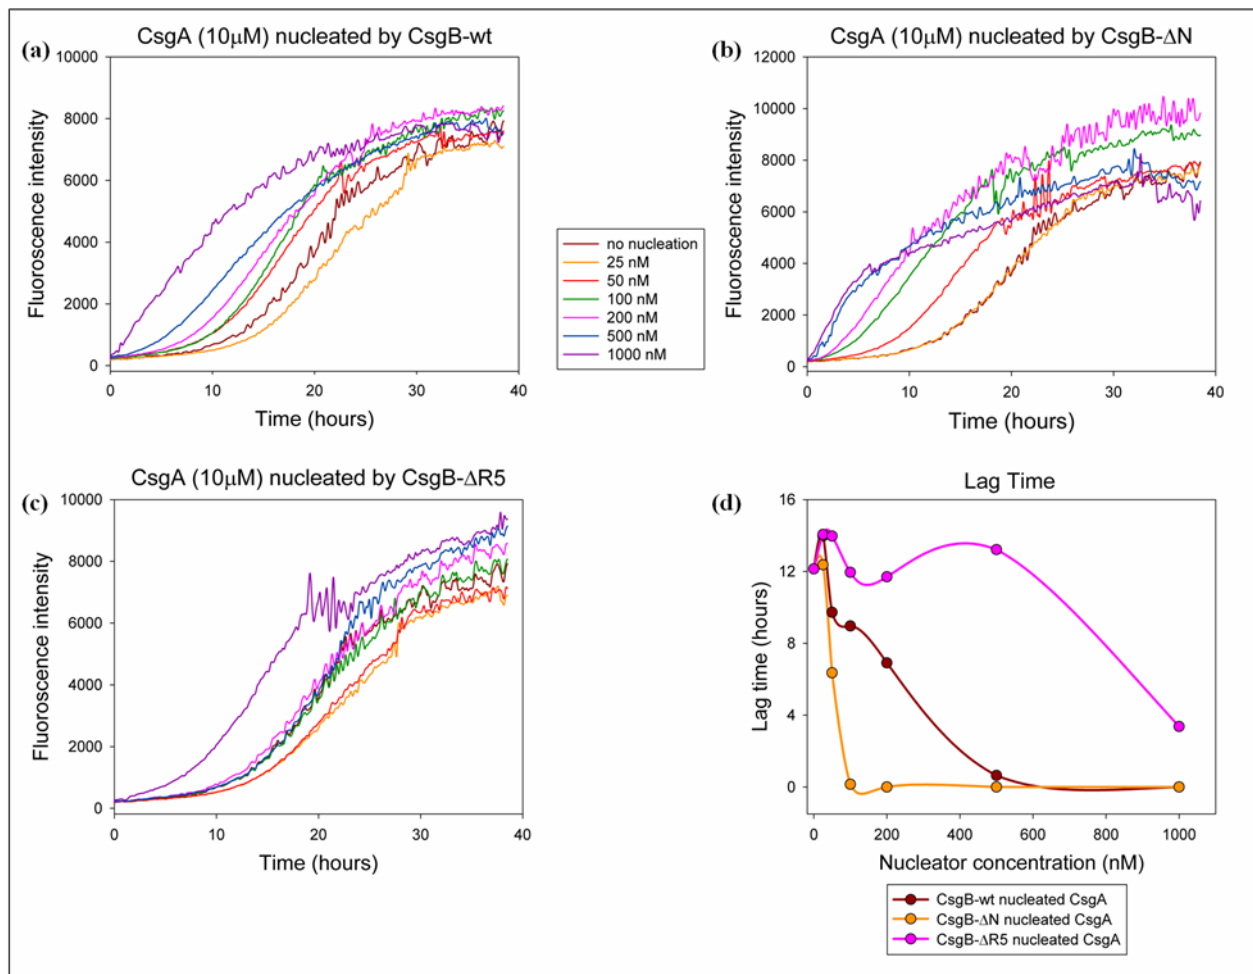 (a)
CsgA (10μM) nucleated by CsgB-wt
10000
8000
6000
4000
2000
0
Fluoroscence intensity
0 10 20 30 40
Time (hours)
no nucleation
25 nM
50 nM
100 nM
200 nM
500 nM
1000 nM
(b)
CsgA (10μM) nucleated by CsgB-ΔN
12000
10000
8000
6000
4000
2000
0
Fluoroscence intensity
0 10 20 30 40
Time (hours)
CsgA (10μM) nucleated by CsgB-ΔR5
(c)
10000
8000
6000
4000
2000
0
Fluoroscence intensity
0 10 20 30 40
Time (hours)
(d)
Lag Time
16
12
8
4
0
Lag time (hours)
0 200 400 600 800 1000
Nucleator concentration (nM)
CsgB-wt nucleated CsgA
CsgB-ΔN nucleated CsgA
CsgB-ΔR5 nucleated CsgA